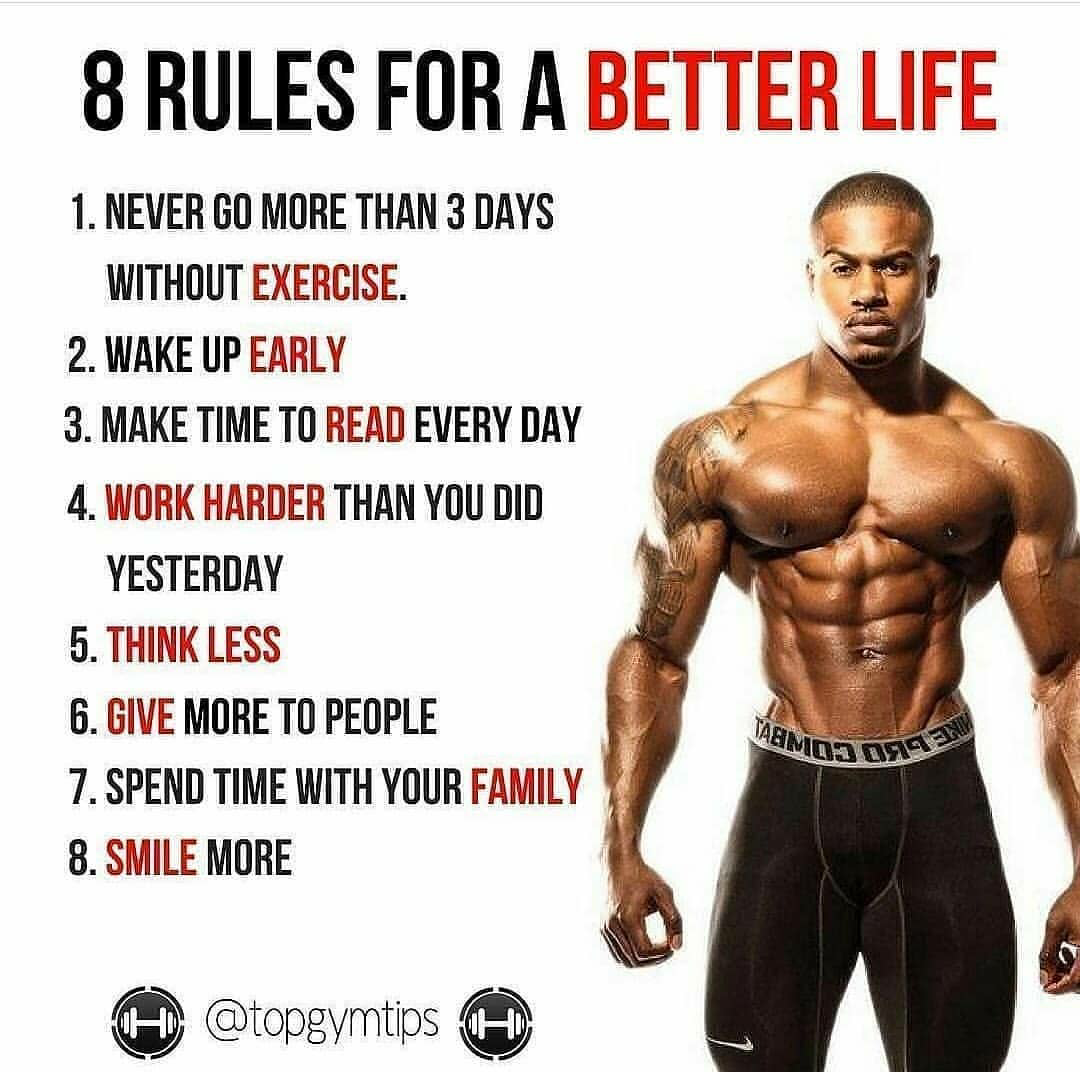 8 RULES FOR A BETTER LIFE
1. NEVER GO MORE THAN 3 DAYS
WITHOUT EXERCISE.
2. WAKE UP EARLY
3. MAKE TIME TO READ EVERY DAY
4. WORK HARDER THAN YOU DID
YESTERDAY
5. THINK LESS
6. GIVE MORE TO PEOPLE
7. SPEND TIME WITH YOUR FAMILY
8. SMILE MORE
NIKE PRO COMBAT
@topgymtips